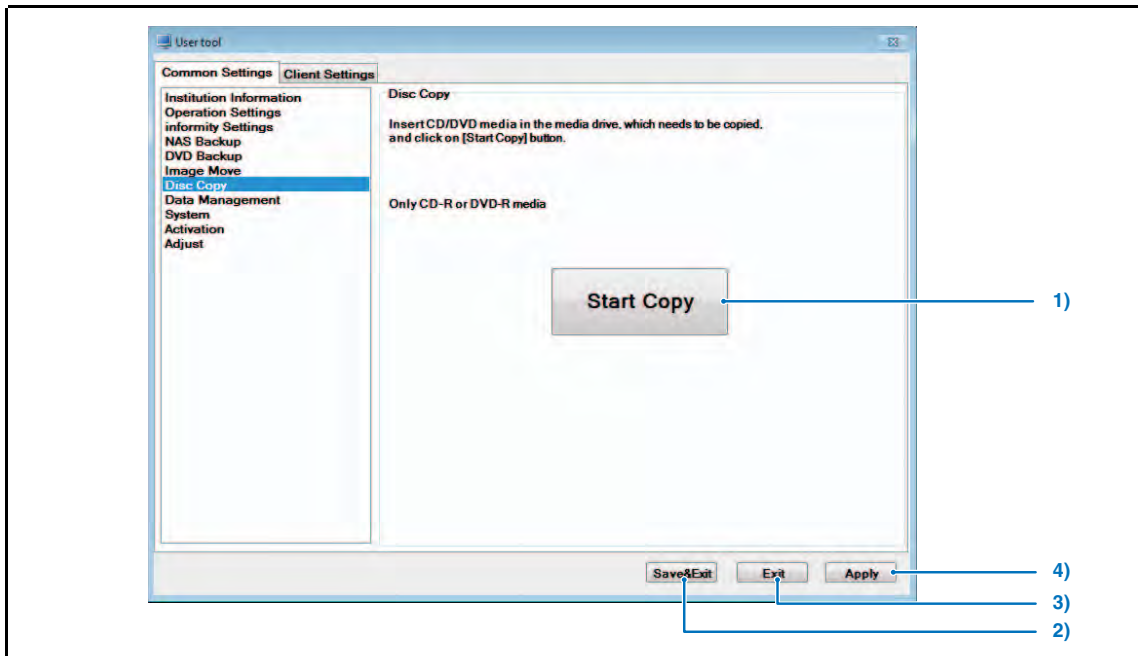 User tool
Common Settings Client Settings
Institution Information
Operation Settings
informity Settings
NAS Backup
DVD Backup
Image Move
Disc Copy
Data Management
System
Activation
Adjust
Disc Copy
Insert CD/DVD media in the media drive, which needs to be copied,
and click on [Start Copy] button.
Only CD-R or DVD-R media
Start Copy
1)
Save&Exit Exit Apply
4)
3)
2)